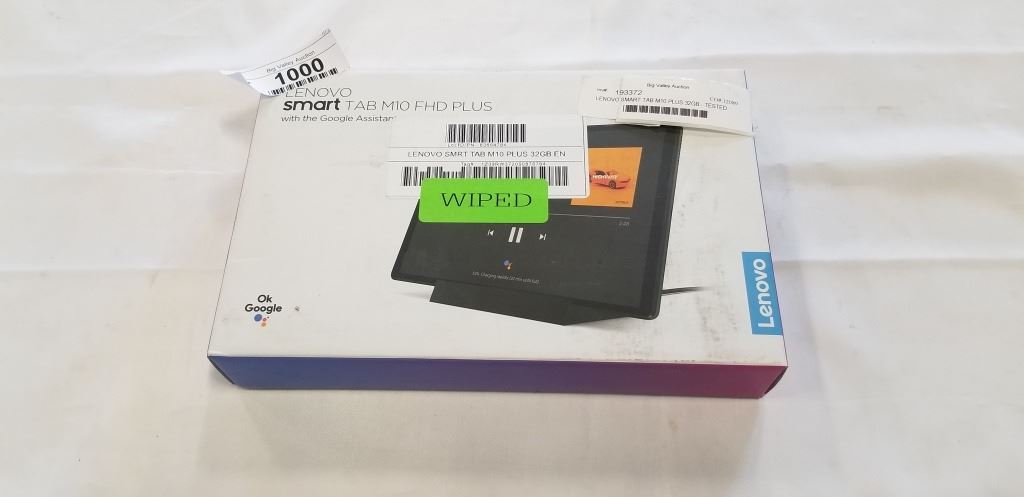 Big Valley Auction
1000
LENOVO
smart TAB M10 FHD PLUS
with the Google Assistant
Big Valley Auction
193372
LENOVO SMART TAB M10 PLUS 32GB - TESTED
LENOVO SMRT TAB M10 PLUS 32GB EN
WIPED
Ok
Google
Lenovo